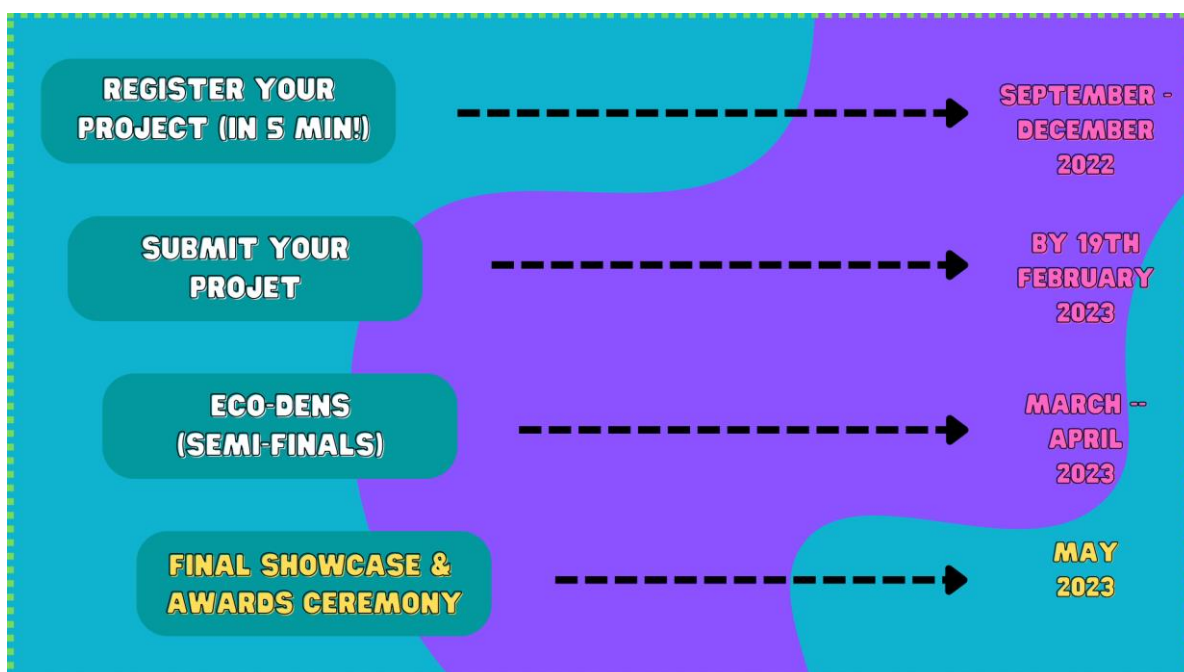 REGISTER YOUR
PROJECT (IN 5 MIN!)
SEPTEMBER -
DECEMBER
2022
SUBMIT YOUR
PROJET
BY 19TH
FEBRUARY
2023
ECO-DENS
(SEMI-FINALS)
MARCH --
APRIL
2023
FINAL SHOWCASE &
AWARDS CEREMONY
MAY
2023